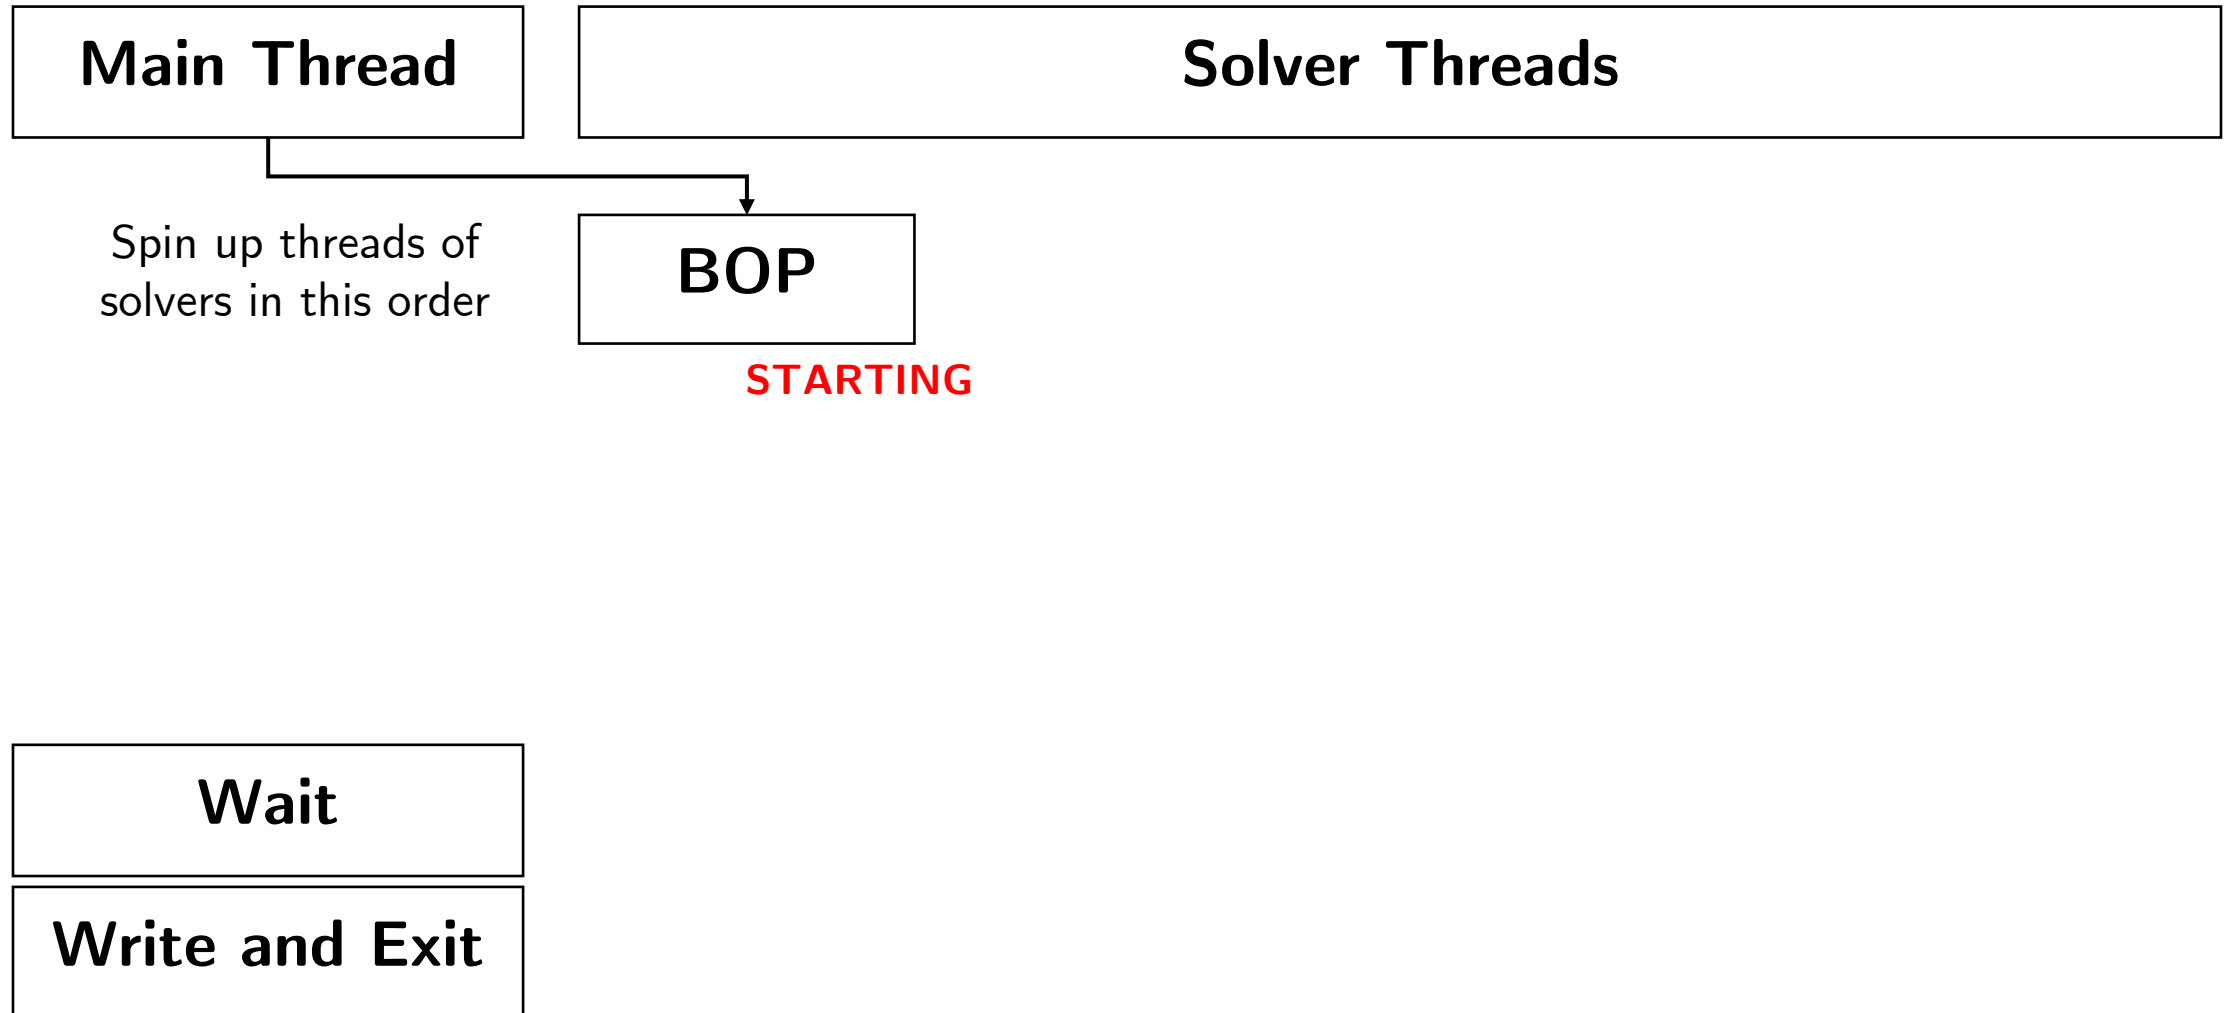 Main Thread
Solver Threads
Spin up threads of
solvers in this order
BOP
STARTING
Wait
Write and Exit